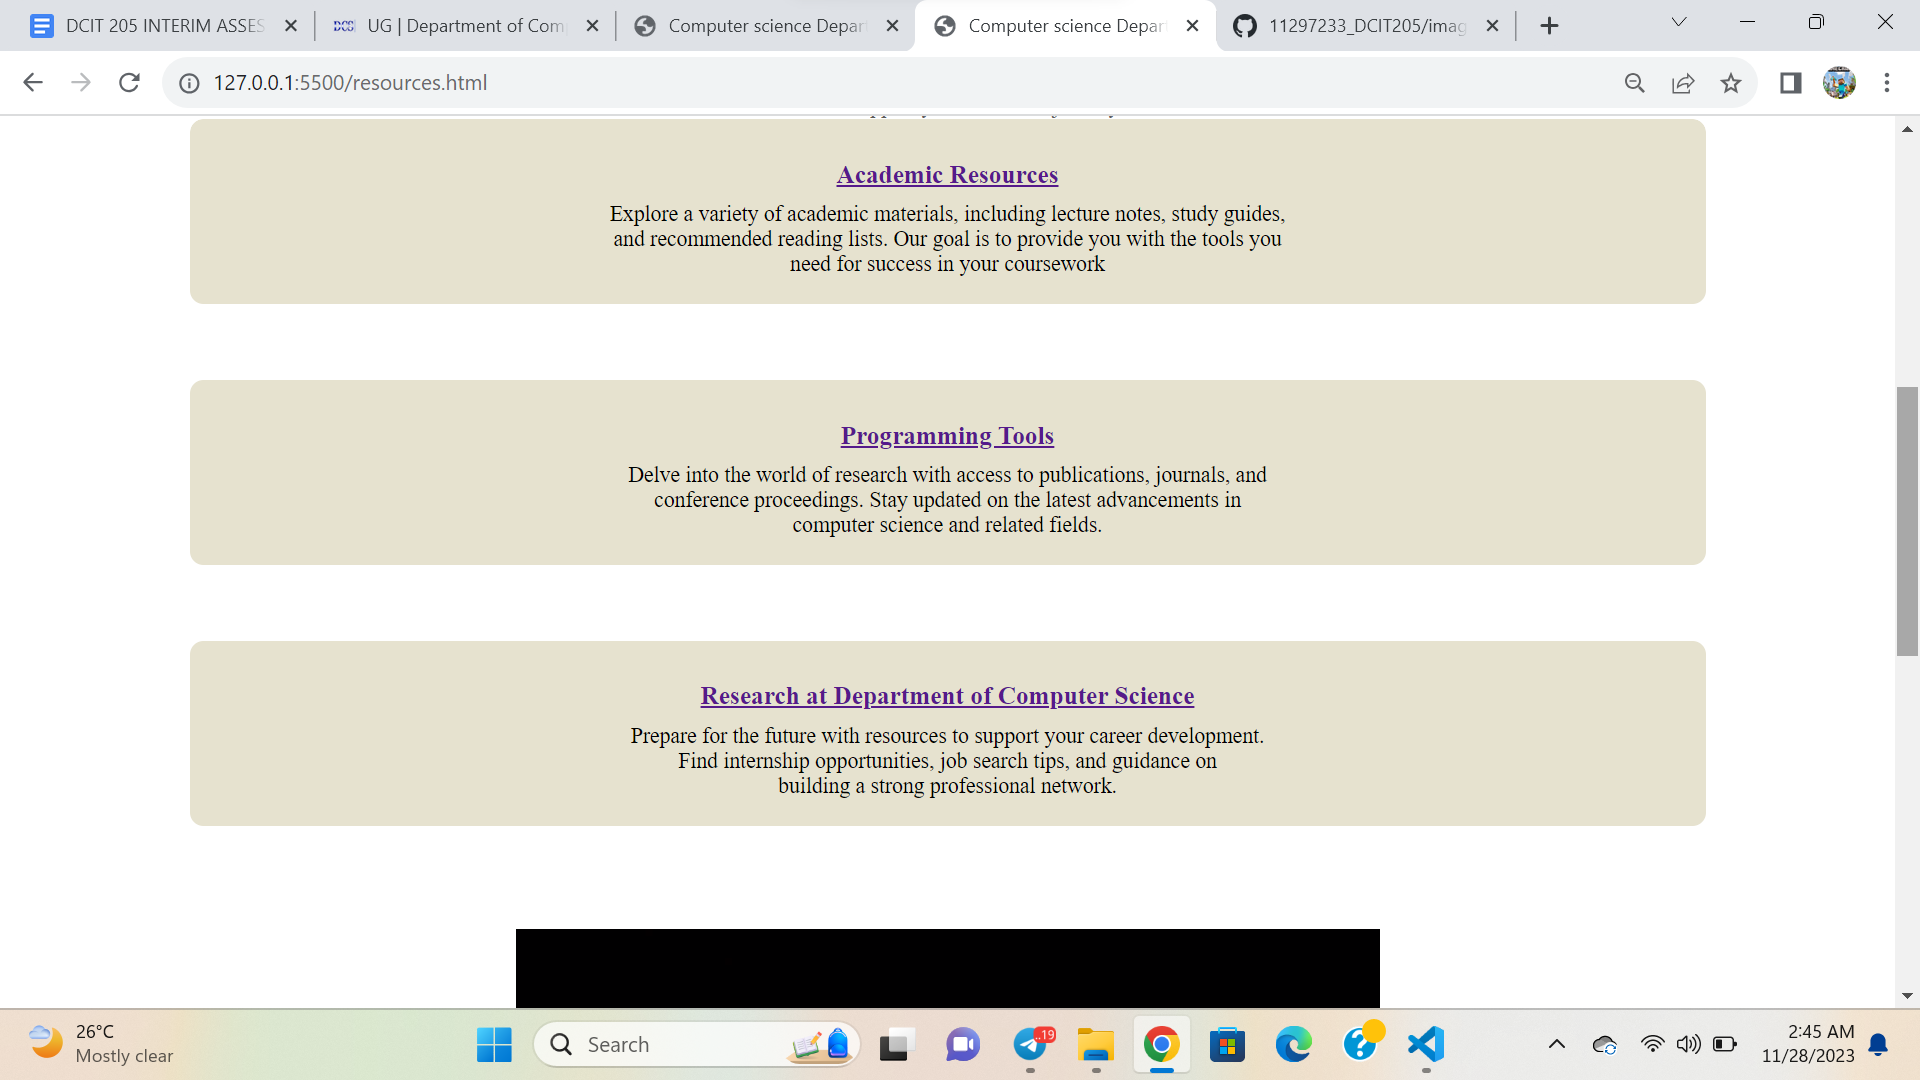 DCIT 205 INTERIM ASSES
UG | Department of Com
Computer science Depar
Computer science Depar
11297233_DCIT205/imag
127.0.0.1:5500/resources.html
Academic Resources
Explore a variety of academic materials, including lecture notes, study guides,
and recommended reading lists. Our goal is to provide you with the tools you
need for success in your coursework
Programming Tools
Delve into the world of research with access to publications, journals, and
conference proceedings. Stay updated on the latest advancements in
computer science and related fields.
Research at Department of Computer Science
Prepare for the future with resources to support your career development.
Find internship opportunities, job search tips, and guidance on
building a strong professional network.
26°C
Mostly clear
Search
..19
2:45 AM
11/28/2023